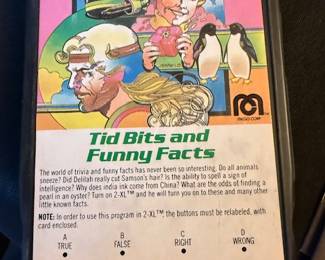 MEGO CORP.
Tid Bits and
Funny Facts
The world of trivia and funny facts has never been so interesting. Do all animals
sneeze? Did Delilah really cut Samson's hair? Is the ability to spell a sign of
intelligence? Why does india ink come from China? What are the odds of finding a
pearl in an oyster? Turn on 2-XL™ and he will turn you on to these and many other
little known facts.
NOTE: In order to use this program in 2-XL™ the buttons must be relabeled, with
card enclosed.
A B C D
TRUE FALSE RIGHT WRONG